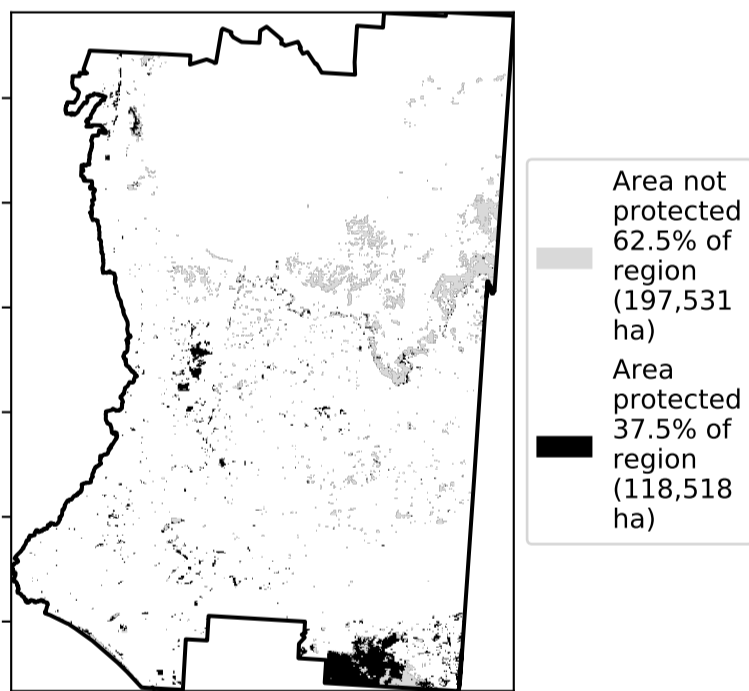 Area not
protected
62.5% of
region
(197,531
ha)
Area
protected
37.5% of
region
(118,518
ha)